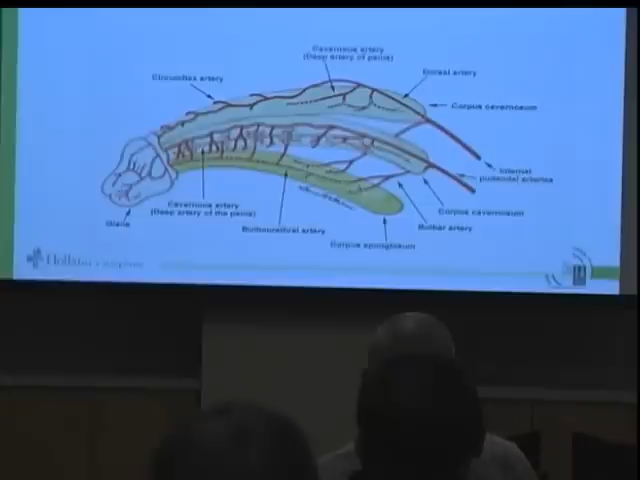 Cavernous artery
(Deep artery of penis)
Dorsal artery
Circumflex artery
Corpus cavernosum
Internal
pudendal arteries
Cavernous artery
(Deep artery of the penis)
Corpus cavernosum
Glans
Bulbourethral artery
Bulbar artery
Corpus spongiosum
Hollister